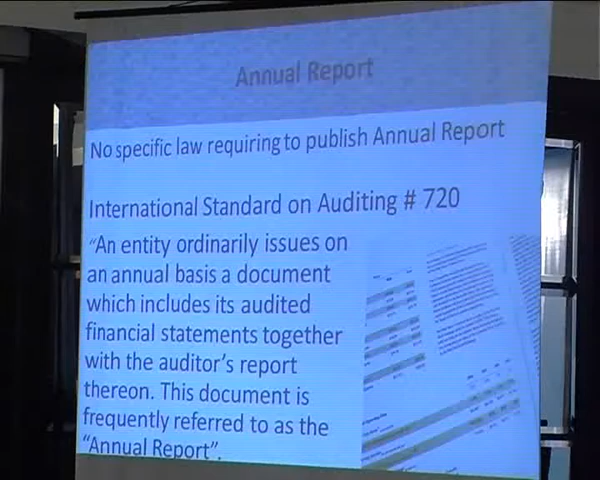 Annual Report
No specific law requiring to publish Annual Report
International Standard on Auditing # 720
“An entity ordinarily issues on
an annual basis a document
which includes its audited
financial statements together
with the auditor’s report
thereon. This document is
frequently referred to as the
“Annual Report”.